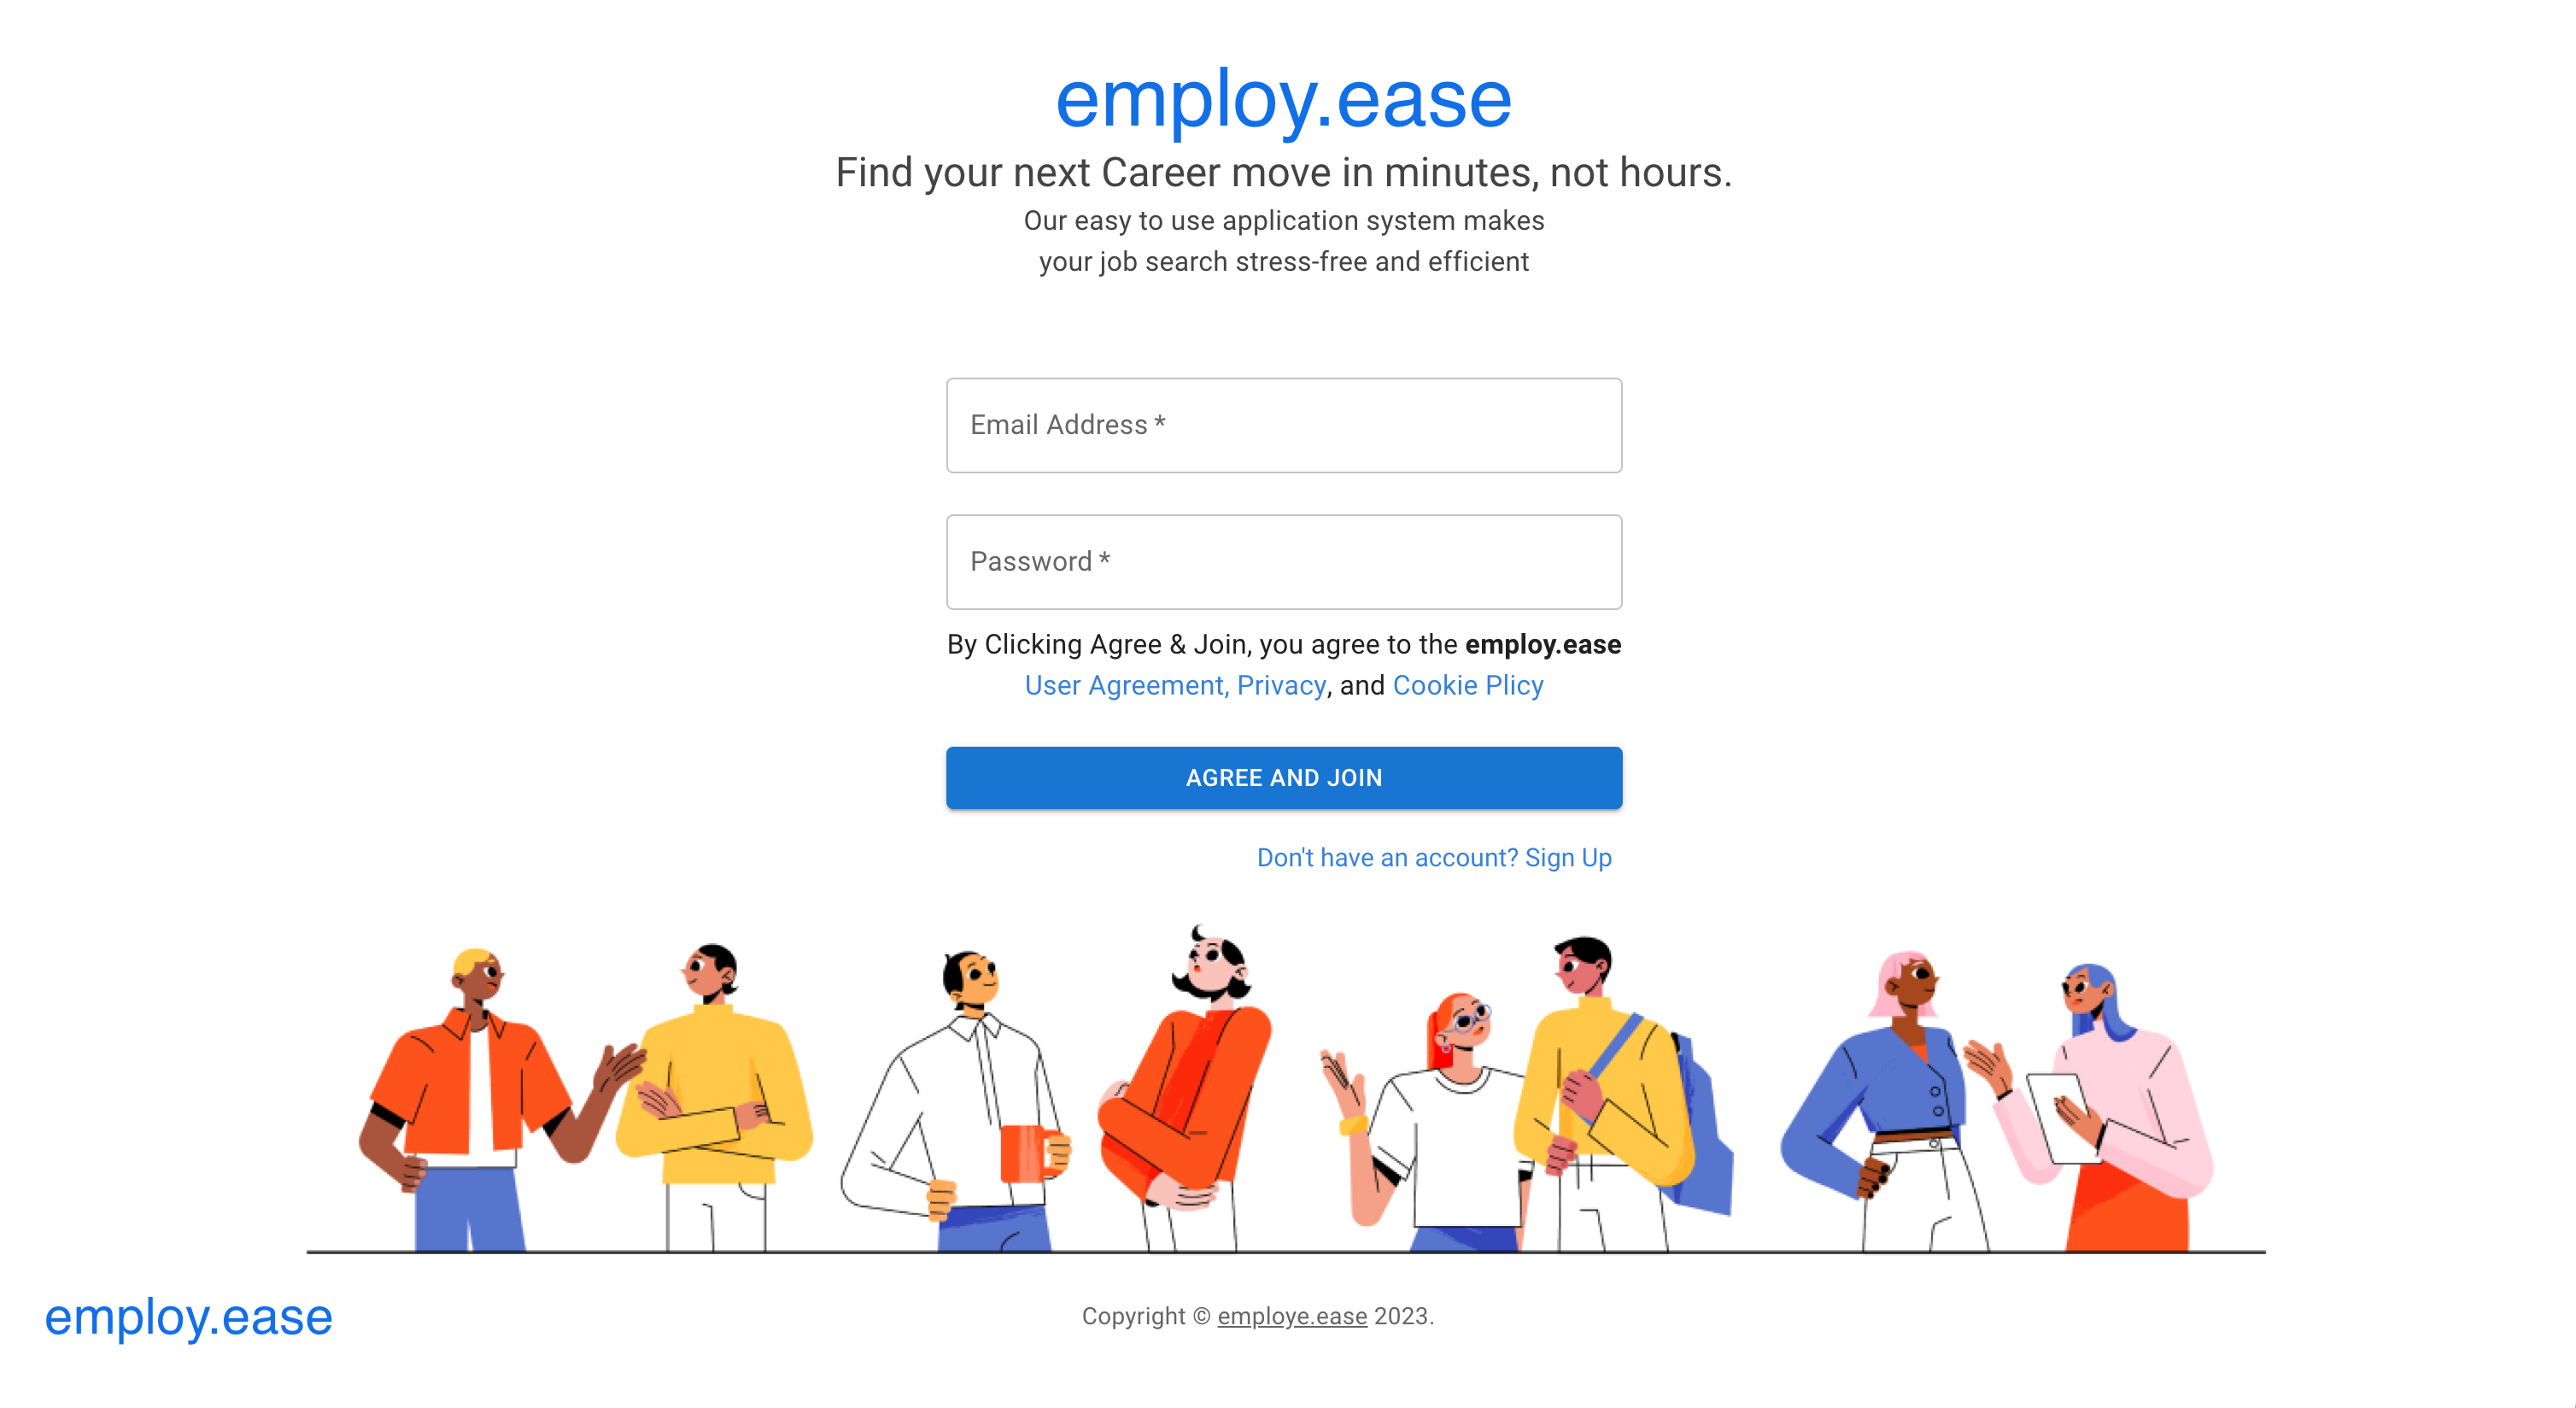 employ.ease
Find your next Career move in minutes, not hours.
Our easy to use application system makes
your job search stress-free and efficient
Email Address *
Password *
By Clicking Agree & Join, you agree to the employ.ease
User Agreement, Privacy, and Cookie Plicy
AGREE AND JOIN
Don't have an account? Sign Up
employ.ease
Copyright © employe.ease 2023.